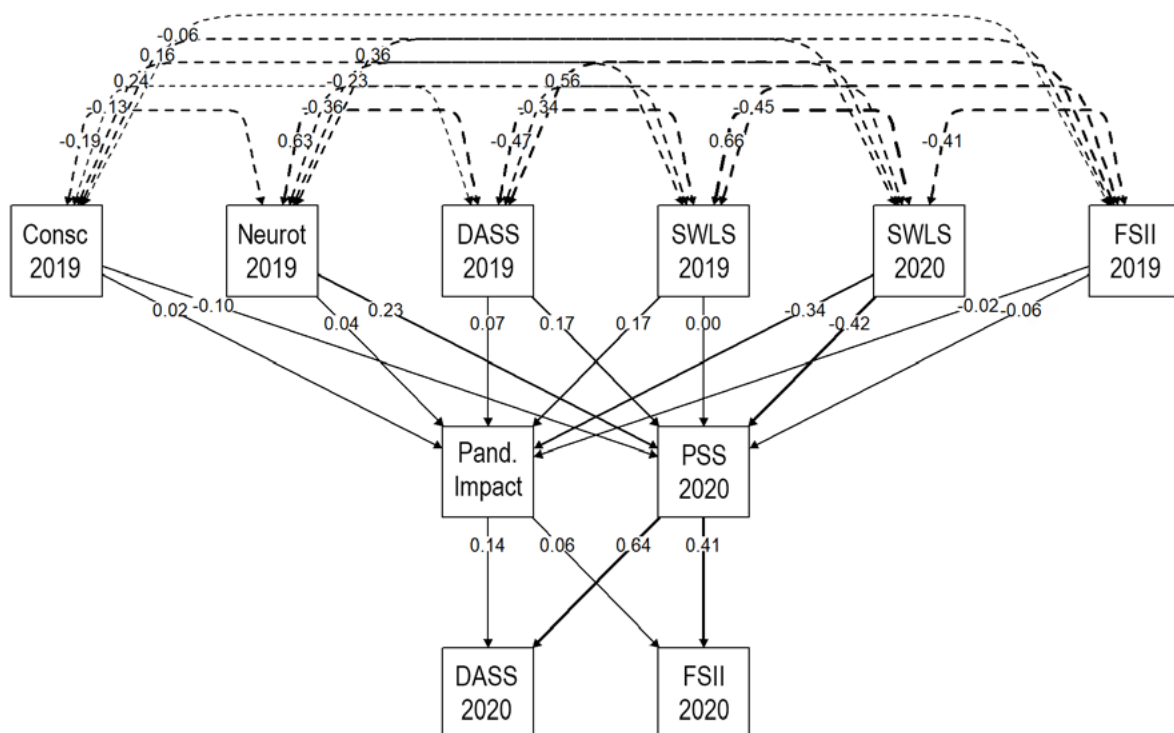 -0.06
0.16 0.36
0.24 -0.23 0.56
-0.13 -0.36 -0.34 -0.45
-0.19 0.63 -0.47 0.66 -0.41
Consc Neurot DASS SWLS SWLS FSII
2019 2019 2019 2019 2020 2019
0.02 -0.10 0.04 0.23 0.07 0.17 0.17 0.00 -0.34 -0.42 -0.02 -0.06
Pand. PSS
Impact 2020
0.14 0.06 0.64 0.41
DASS FSII
2020 2020